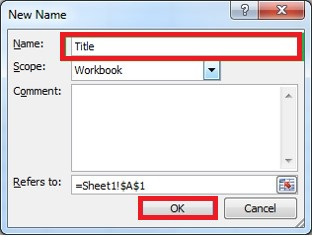 New Name
?
Name: Title
Scope: Workbook
Comment:
Refers to: =Sheet1!$A$1
OK Cancel